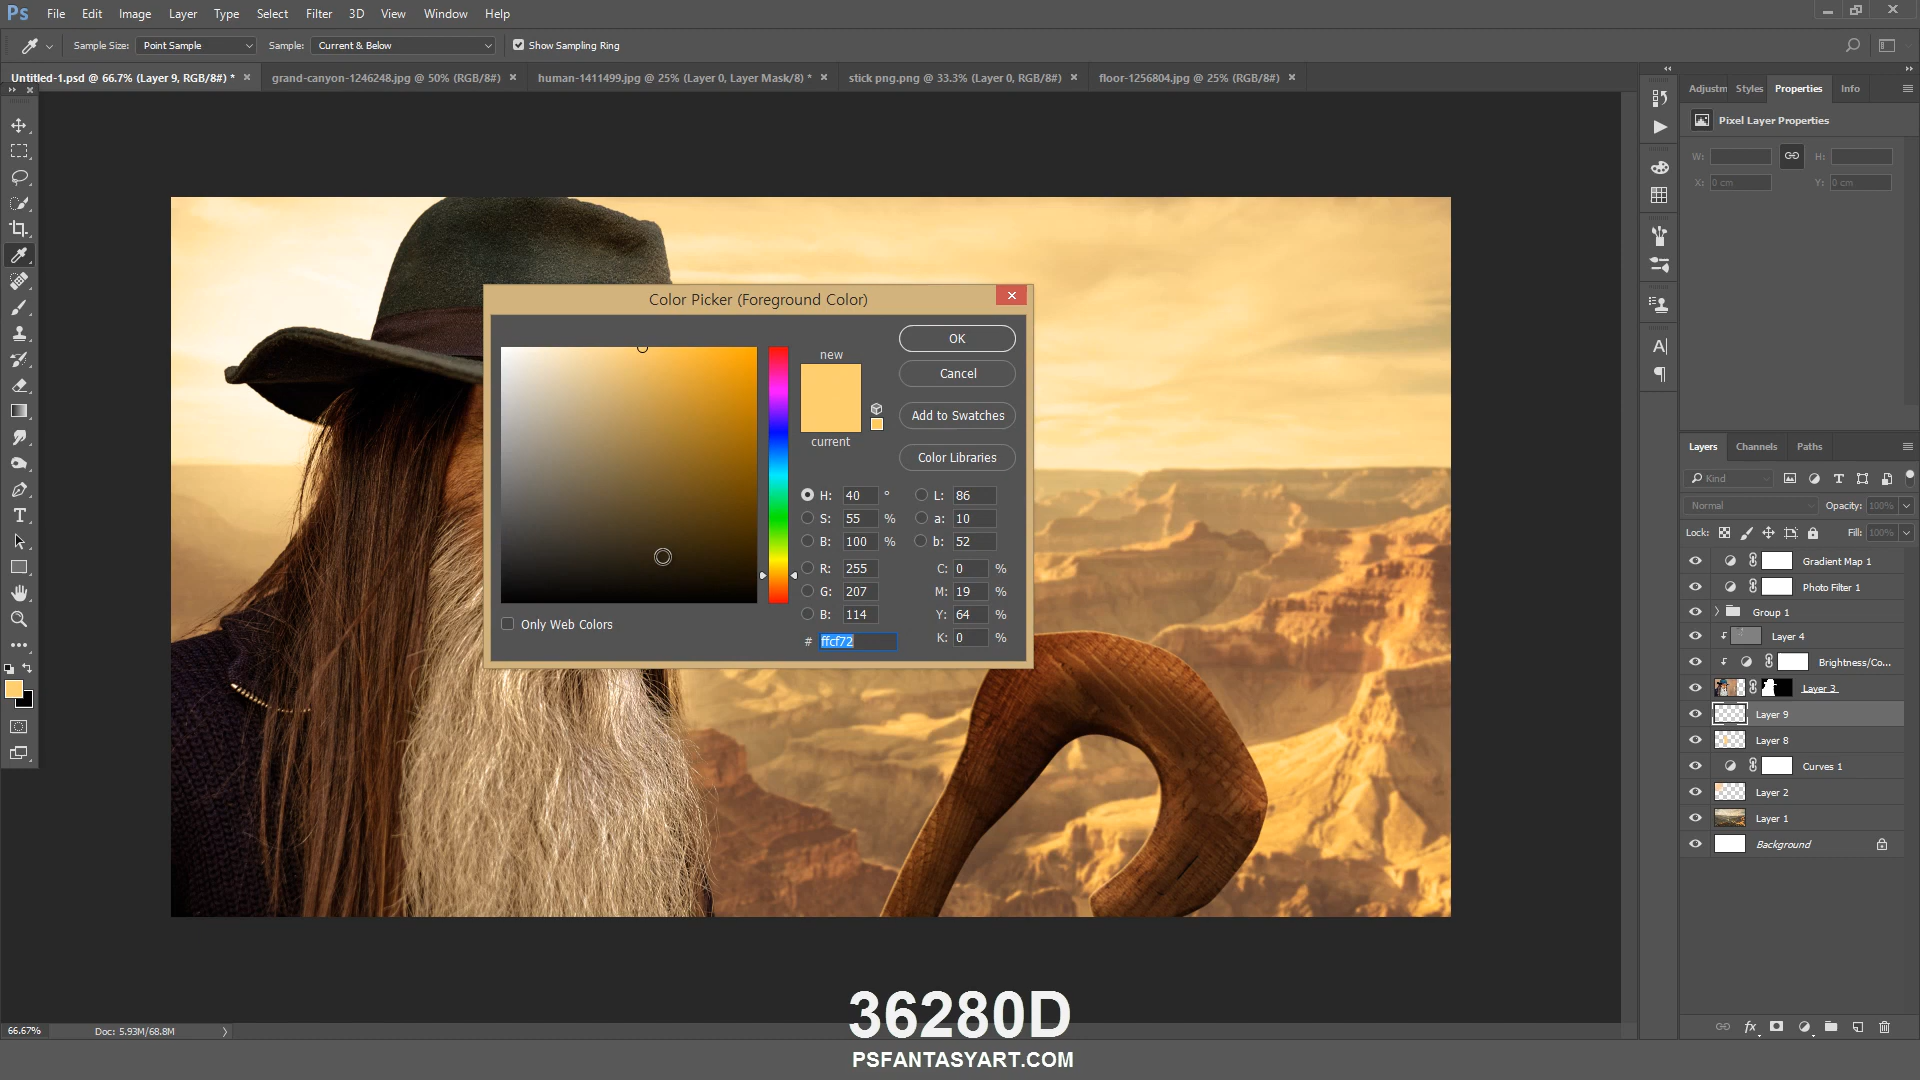 Ps File Edit Image Layer Type Select Filter 3D View Window Help
Sample Size: Point Sample Sample: Current & Below Show Sampling Ring
Untitled-1.psd @ 66.7% (Layer 9, RGB/8#) * × grand-canyon-1246248.jpg @ 50% (RGB/8#) × human-1411499.jpg @ 25% (Layer 0, Layer Mask/8) * × stick png.png @ 33.3% (Layer 0, RGB/8#) × floor-1256804.jpg @ 25% (RGB/8#) ×
Adjustm Styles Properties Info
Pixel Layer Properties
W: H:
X: 0 cm Y: 0 cm
Color Picker (Foreground Color)
new
current
OK
Cancel
Add to Swatches
Color Libraries
H: 40 ° L: 86
S: 55 % a: 10
B: 100 % b: 52
R: 255 C: 0 %
G: 207 M: 19 %
B: 114 Y: 64 %
# ffcf72 K: 0 %
Only Web Colors
Layers Channels Paths
Kind
Normal Opacity: 100%
Lock: Fill: 100%
Gradient Map 1
Photo Filter 1
Group 1
Layer 4
Brightness/Co...
Layer 3
Layer 9
Layer 8
Curves 1
Layer 2
Layer 1
Background
66.67% Doc: 5.93M/68.8M
36280D
PSFANTASYART.COM